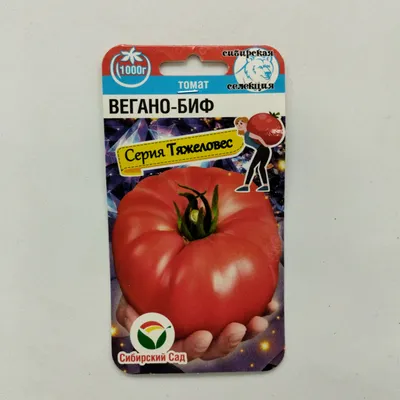 1000г
томат
сибирская
селекция
ВЕГАНО-БИФ
Серия Тяжеловес
Сибирский Сад